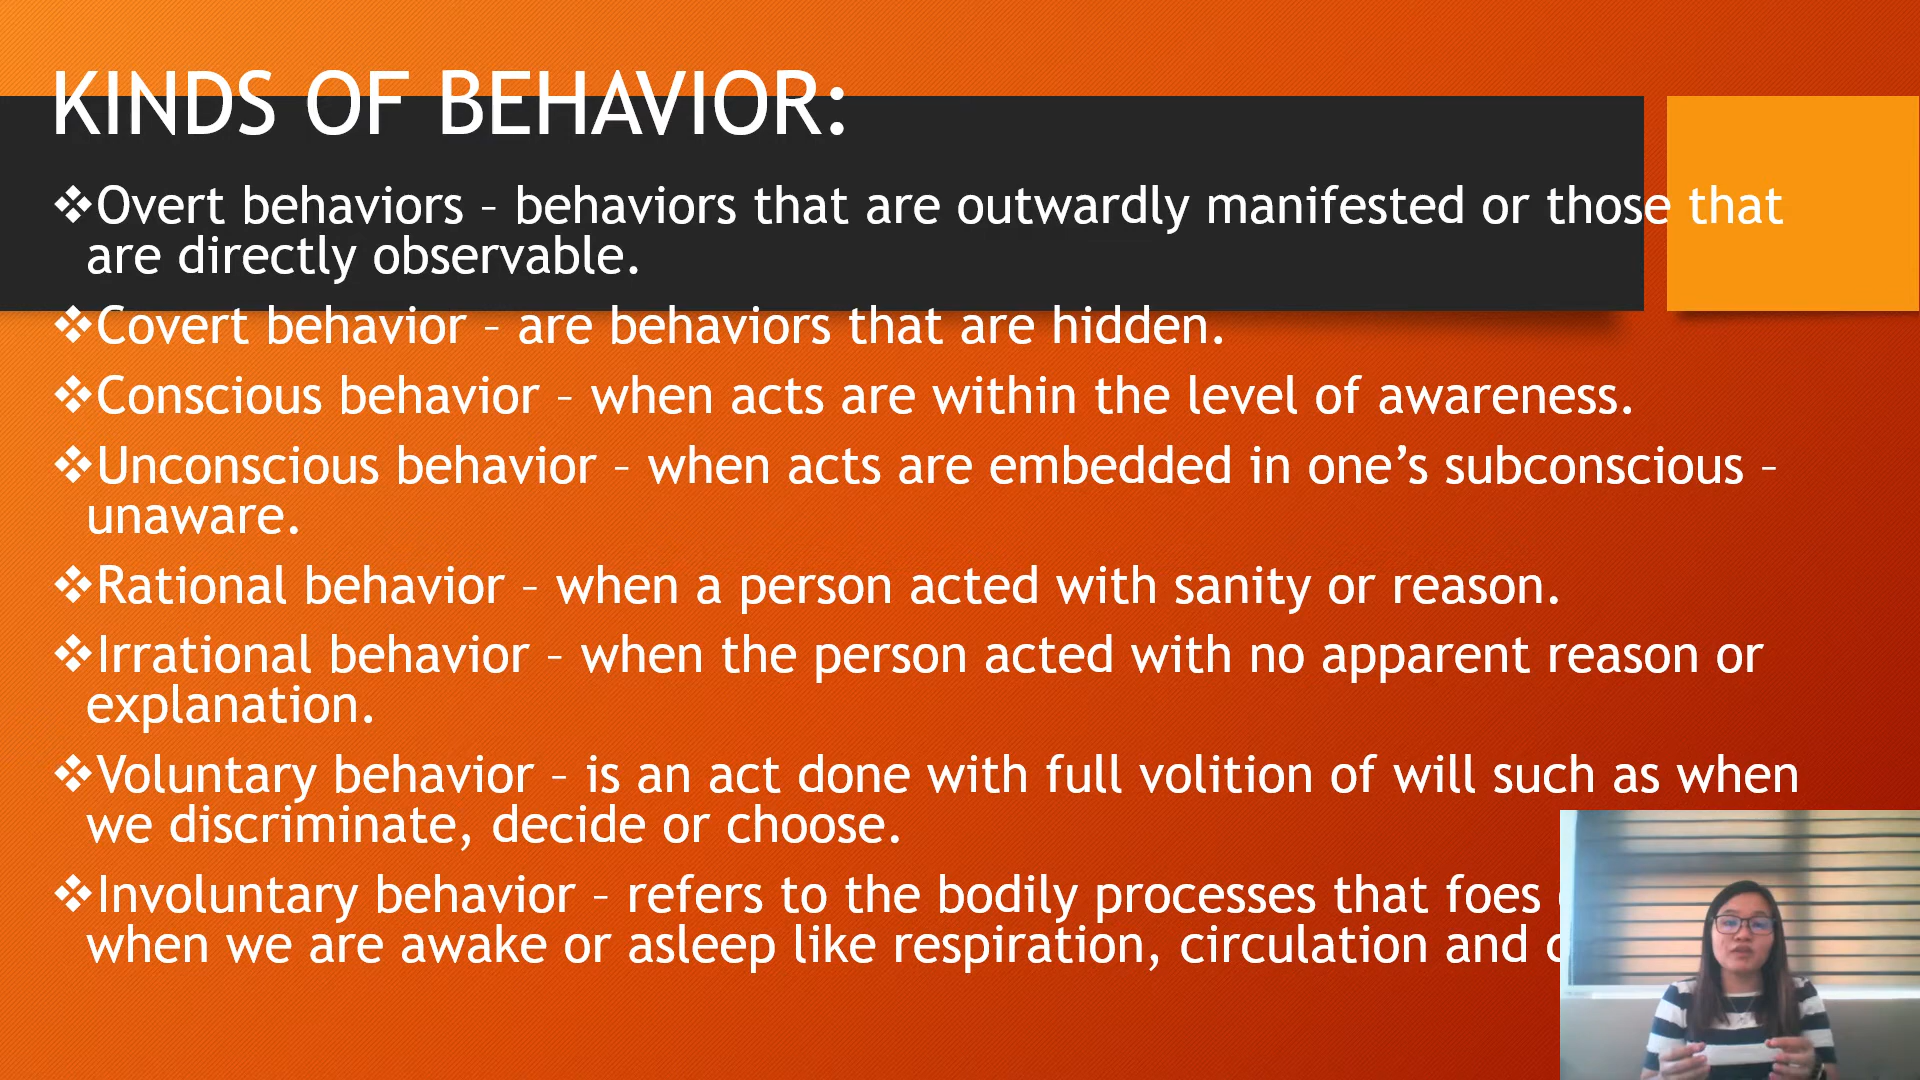 KINDS OF BEHAVIOR:
❖Overt behaviors – behaviors that are outwardly manifested or those that
are directly observable.
❖Covert behavior – are behaviors that are hidden.
❖Conscious behavior – when acts are within the level of awareness.
❖Unconscious behavior – when acts are embedded in one’s subconscious –
unaware.
❖Rational behavior – when a person acted with sanity or reason.
❖Irrational behavior – when the person acted with no apparent reason or
explanation.
❖Voluntary behavior – is an act done with full volition of will such as when
we discriminate, decide or choose.
❖Involuntary behavior – refers to the bodily processes that foes
when we are awake or asleep like respiration, circulation and